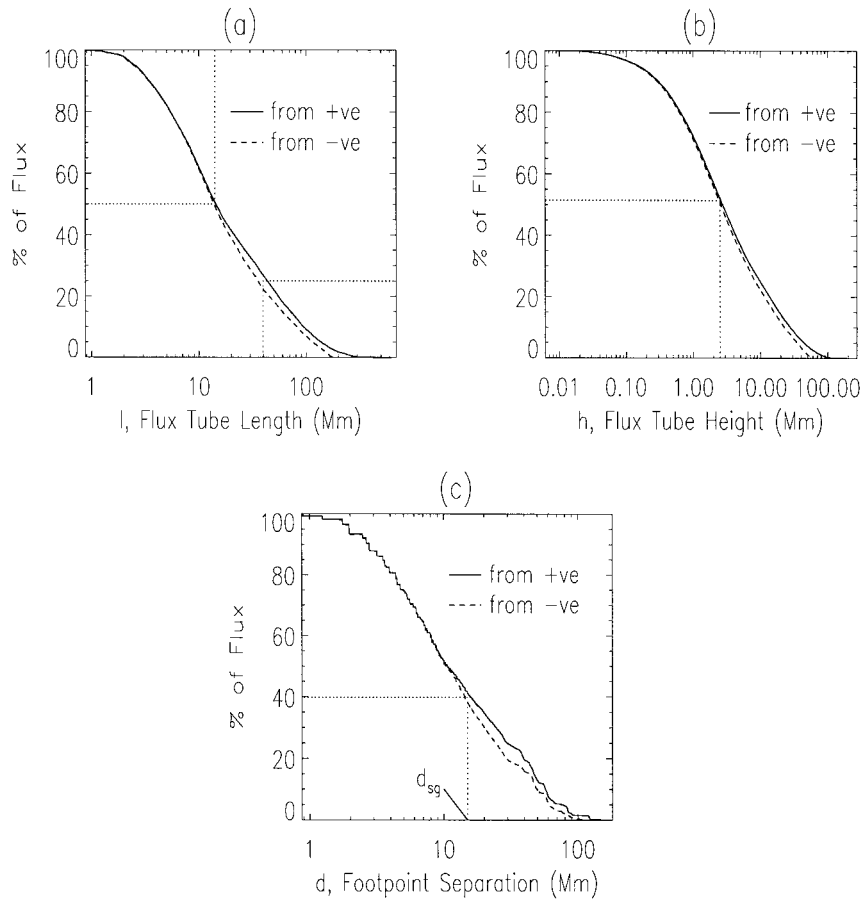 (a)
100
80
60
40
20
0
% of Flux
from +ve
from -ve
1
10
100
l, Flux Tube Length (Mm)
(b)
100
80
60
40
20
0
% of Flux
from +ve
from -ve
0.01
0.10
1.00
10.00
100.00
h, Flux Tube Height (Mm)
(c)
100
80
60
40
20
0
% of Flux
from +ve
from -ve
dsg
1
10
100
d, Footpoint Separation (Mm)